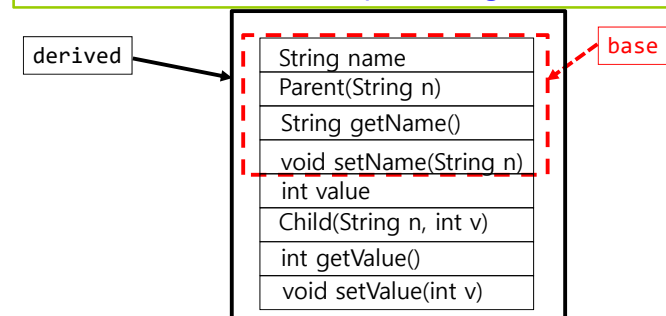 derived
base
String name
Parent(String n)
String getName()
void setName(String n)
int value
Child(String n, int v)
int getValue()
void setValue(int v)